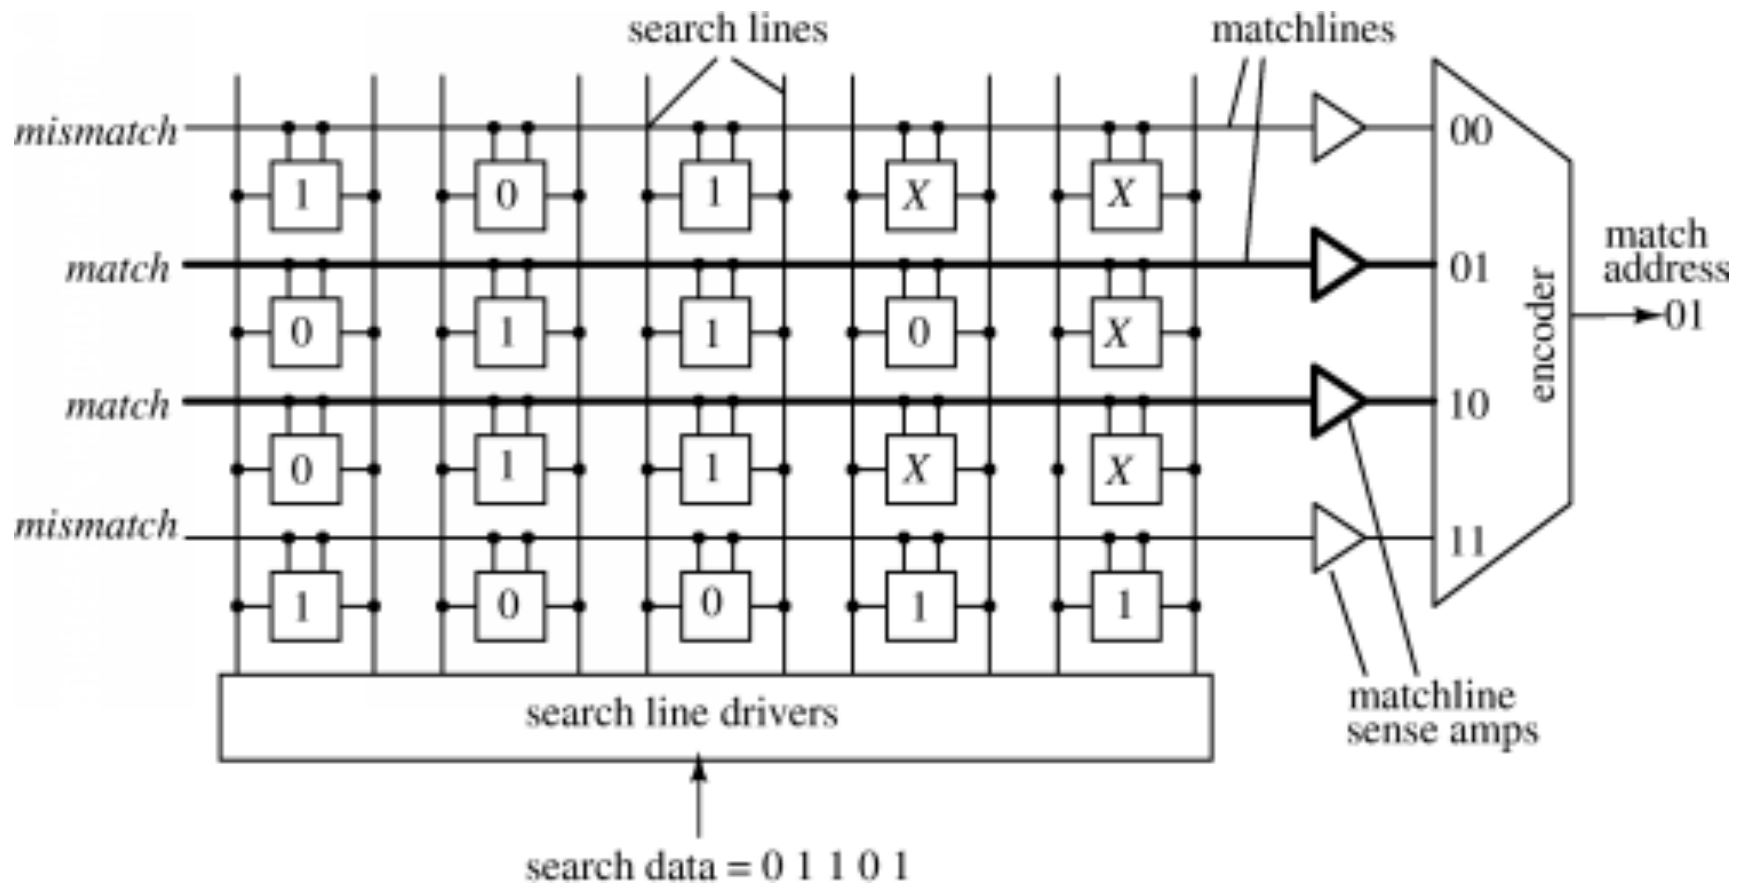 search lines
matchlines
mismatch
00
1 0 1 X X
match
01
match
address
01
0 1 1 0 X
encoder
match
10
0 1 1 X X
mismatch
11
1 0 0 1 1
matchline
sense amps
search line drivers
search data = 0 1 1 0 1